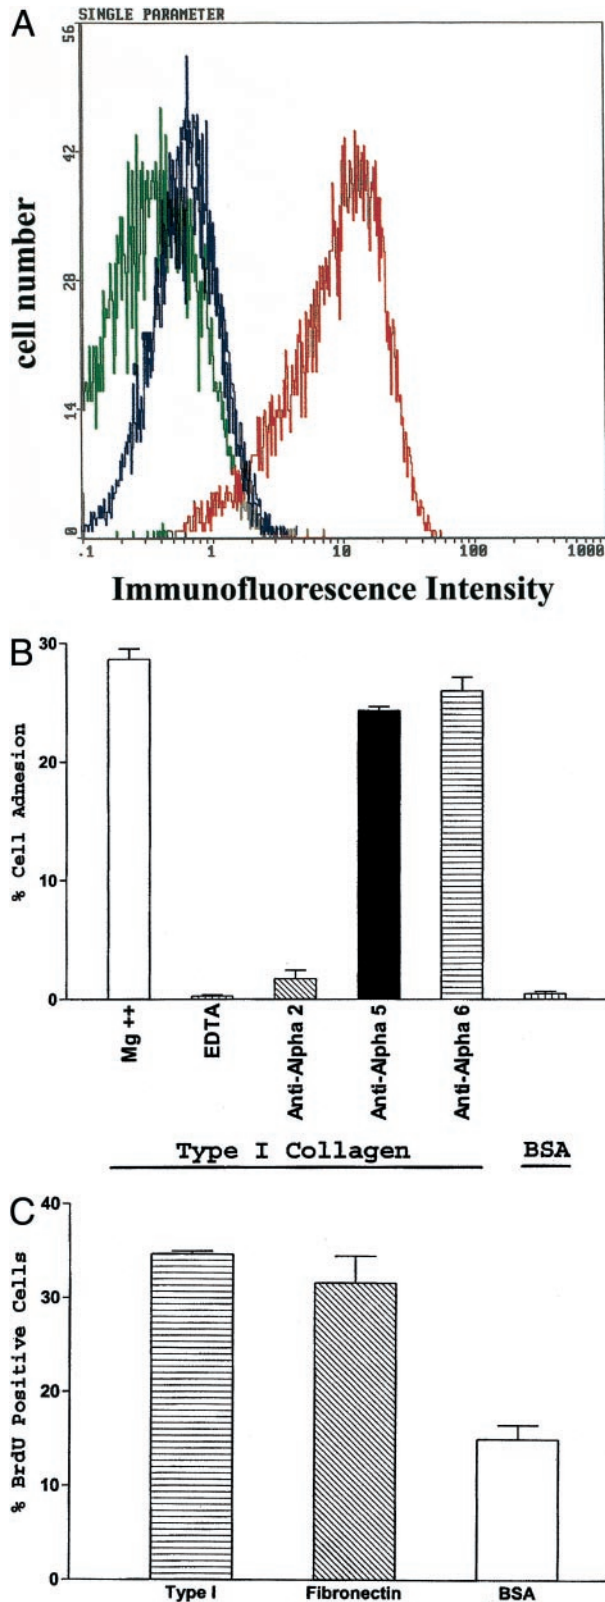 A
SINGLE PARAMETER
56
42
28
14
0
cell number
.1 1 10 100 1000
Immunofluorescence Intensity
B
30
20
10
0
% Cell Adnesion
Mg ++
EDTA
Anti-Alpha 2
Anti-Alpha 5
Anti-Alpha 6
Type I Collagen BSA
C
40
30
20
10
0
% BrdU Positive Cells
Type I Fibronectin BSA